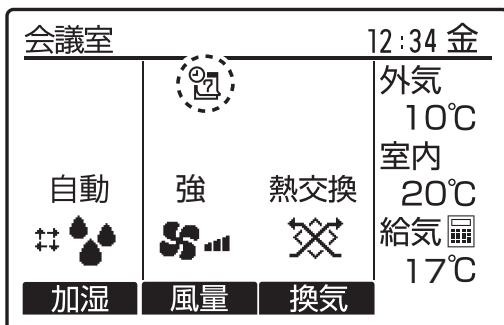 会議室 12:34 金
7
外気
10℃
室内
20℃
給気
17℃
自動 強 熱交換
加湿 風量 換気